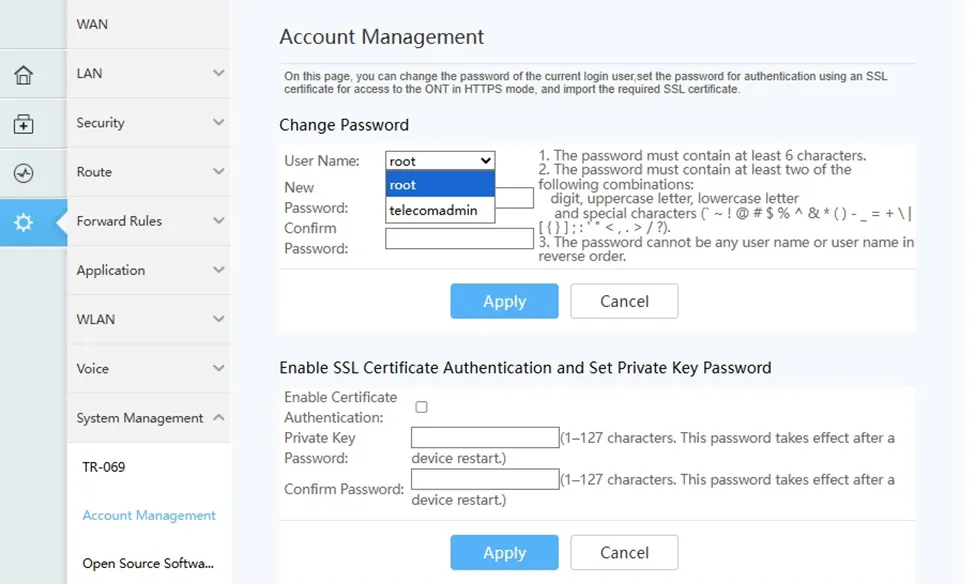 WAN
LAN
Security
Route
Forward Rules
Application
WLAN
Voice
System Management
TR-069
Account Management
Open Source Softwa...
Account Management
On this page, you can change the password of the current login user,set the password for authentication using an SSL
certificate for access to the ONT in HTTPS mode, and import the required SSL certificate.
Change Password
User Name:
root
root
telecomadmin
New
Password:
Confirm
Password:
1. The password must contain at least 6 characters.
2. The password must contain at least two of the
following combinations:
digit, uppercase letter, lowercase letter
and special characters (` ~ ! @ # $ % ^ & * ( ) - _ = + \ |
[ { } ] ; : ' " < , . > / ?).
3. The password cannot be any user name or user name in
reverse order.
Apply
Cancel
Enable SSL Certificate Authentication and Set Private Key Password
Enable Certificate
Authentication:
Private Key
Password:
(1–127 characters. This password takes effect after a
device restart.)
Confirm Password:
(1–127 characters. This password takes effect after a
device restart.)
Apply
Cancel